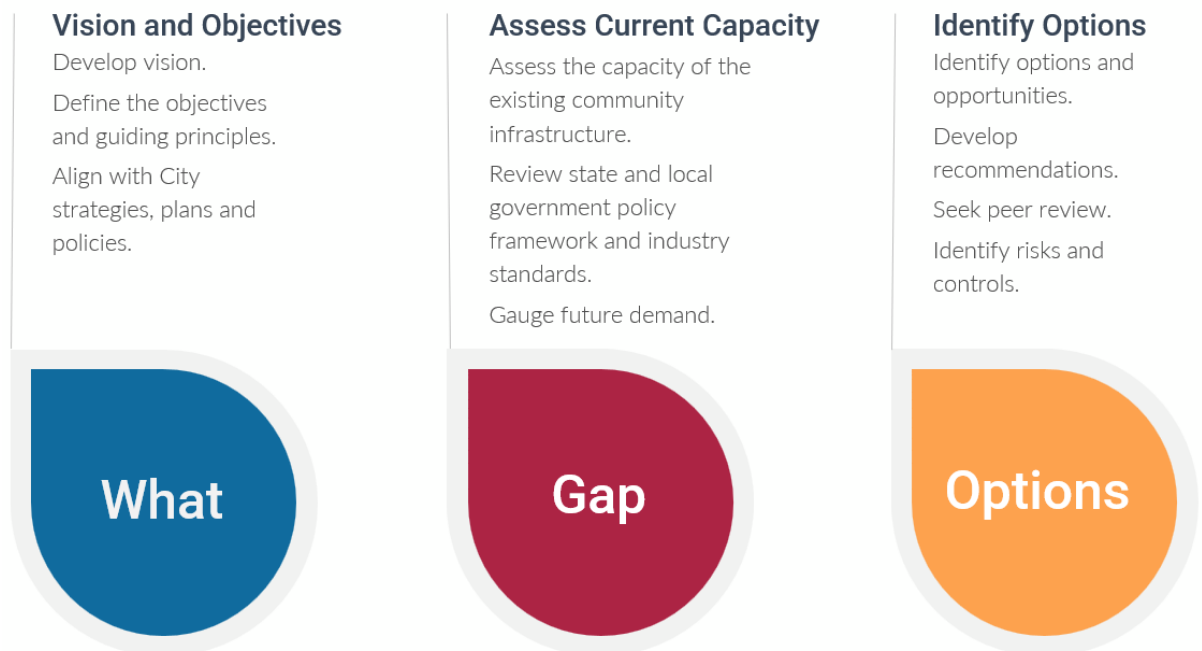 Vision and Objectives
Develop vision.
Define the objectives
and guiding principles.
Align with City
strategies, plans and
policies.
What
Assess Current Capacity
Assess the capacity of the
existing community
infrastructure.
Review state and local
government policy
framework and industry
standards.
Gauge future demand.
Gap
Identify Options
Identify options and
opportunities.
Develop
recommendations.
Seek peer review.
Identify risks and
controls.
Options